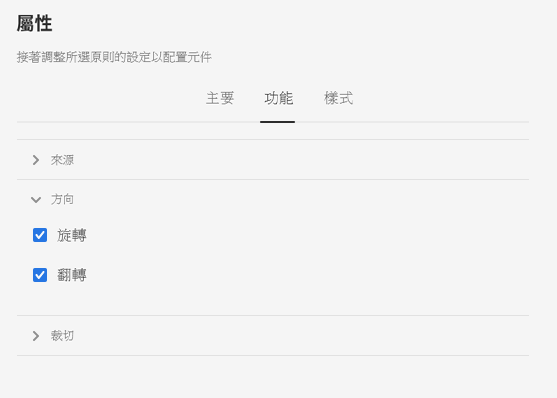 屬性
接著調整所選原則的設定以配置元件
主要 功能 樣式
來源
方向
旋轉
翻轉
裁切